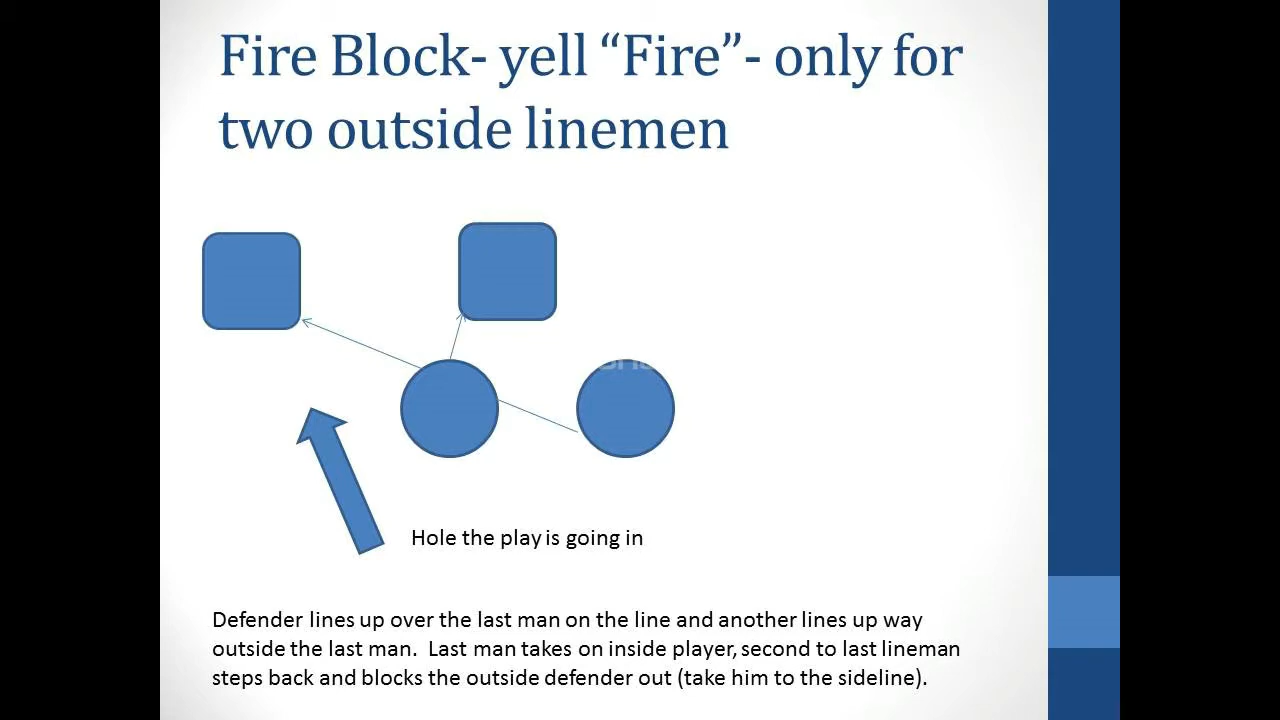 Fire Block- yell “Fire”- only for
two outside linemen
Hole the play is going in
Defender lines up over the last man on the line and another lines up way
outside the last man.  Last man takes on inside player, second to last lineman
steps back and blocks the outside defender out (take him to the sideline).